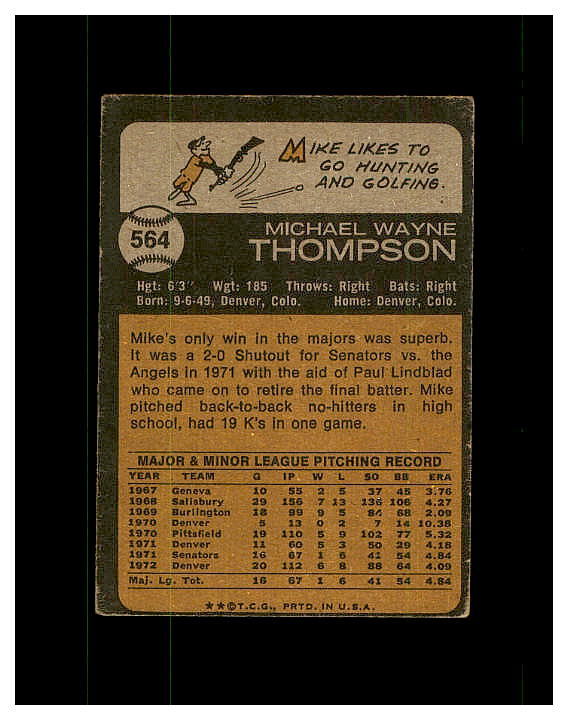 MIKE LIKES TO
GO HUNTING
AND GOLFING.
564
MICHAEL WAYNE
THOMPSON
Hgt: 6'3" Wgt: 185 Throws: Right Bats: Right
Born: 9-6-49, Denver, Colo. Home: Denver, Colo.
Mike's only win in the majors was superb.
It was a 2-0 Shutout for Senators vs. the
Angels in 1971 with the aid of Paul Lindblad
who came on to retire the final batter. Mike
pitched back-to-back no-hitters in high
school, had 19 K's in one game.
MAJOR & MINOR LEAGUE PITCHING RECORD
YEAR TEAM G IP W L SO BB ERA
1967 Geneva 10 55 2 5 37 45 3.76
1968 Salisbury 29 156 7 13 136 106 4.27
1969 Burlington 18 99 9 5 84 68 2.09
1970 Denver 5 13 0 2 7 14 10.38
1970 Pittsfield 19 110 5 9 102 77 5.32
1971 Denver 11 60 5 3 50 29 4.18
1971 Senators 16 67 1 6 41 54 4.84
1972 Denver 20 112 6 8 88 64 4.09
Maj. Lg. Tot. 16 67 1 6 41 54 4.84
★★©T.C.G., PRTD. IN U.S.A.